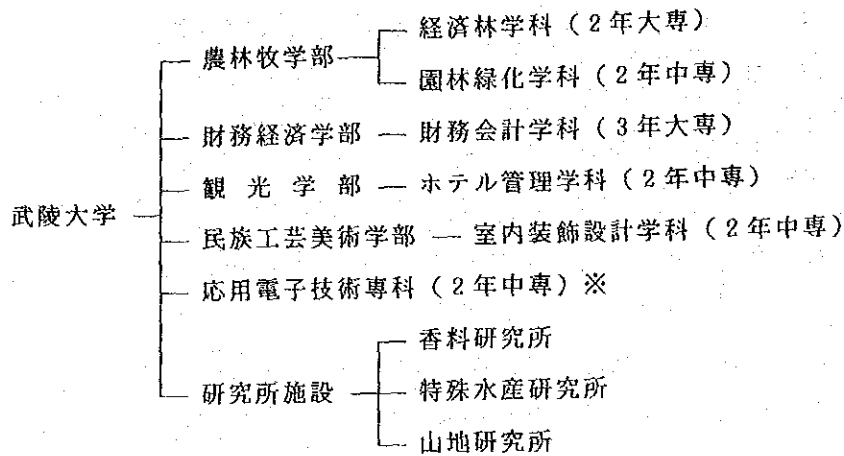 経済林学科（2年大専）
農林牧学部
園林緑化学科（2年中専）
財務経済学部 — 財務会計学科（3年大専）
観光学部 — ホテル管理学科（2年中専）
武陵大学
民族工芸美術学部 — 室内装飾設計学科（2年中専）
応用電子技術専科（2年中専）※
香料研究所
研究所施設
特殊水産研究所
山地研究所